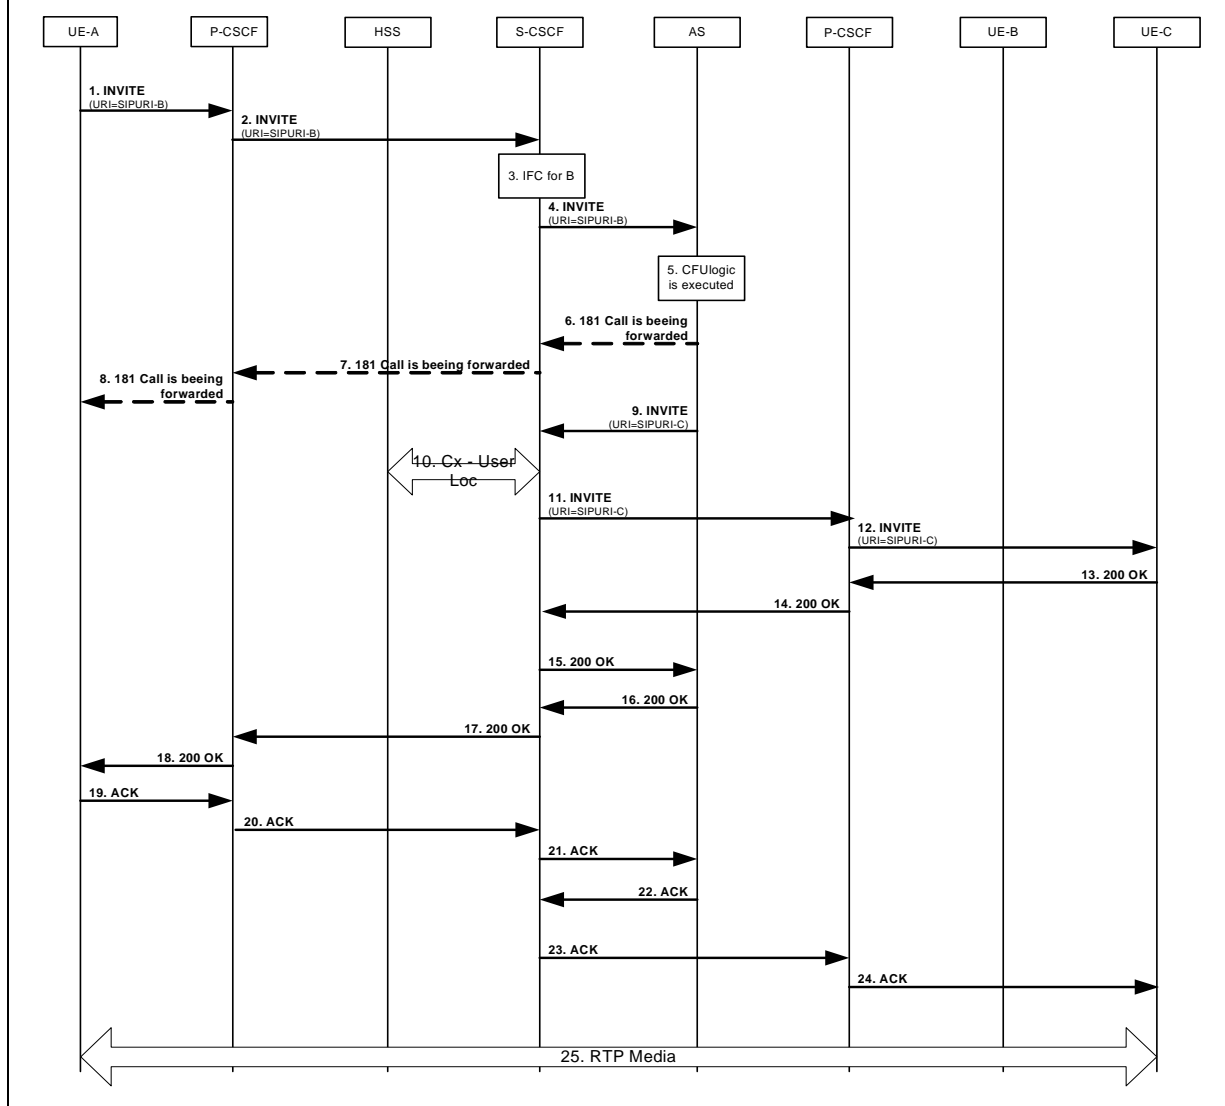 UE-A
P-CSCF
HSS
S-CSCF
AS
P-CSCF
UE-B
UE-C
1. INVITE
(URI=SIPURI-B)
2. INVITE
(URI=SIPURI-B)
3. IFC for B
4. INVITE
(URI=SIPURI-B)
5. CFUlogic
is executed
6. 181 Call is beeing
forwarded
7. 181 Call is beeing forwarded
8. 181 Call is beeing
forwarded
9. INVITE
(URI=SIPURI-C)
10. Cx - User
Loc
11. INVITE
(URI=SIPURI-C)
12. INVITE
(URI=SIPURI-C)
13. 200 OK
14. 200 OK
15. 200 OK
16. 200 OK
17. 200 OK
18. 200 OK
19. ACK
20. ACK
21. ACK
22. ACK
23. ACK
24. ACK
25. RTP Media